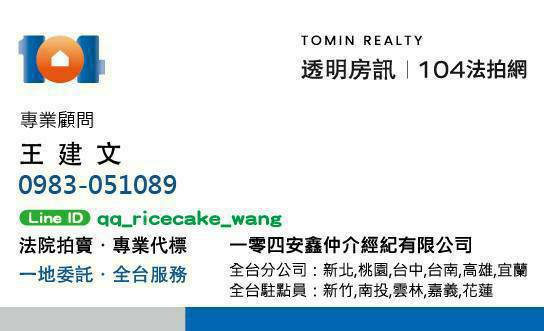 104
TOMIN REALTY
透明房訊｜104法拍網
專業顧問
王 建 文
0983-051089
Line ID qq_ricecake_wang
法院拍賣·專業代標
一地委託·全台服務
一零四安鑫仲介經紀有限公司
全台分公司：新北,桃園,台中,台南,高雄,宜蘭
全台駐點員：新竹,南投,雲林,嘉義,花蓮